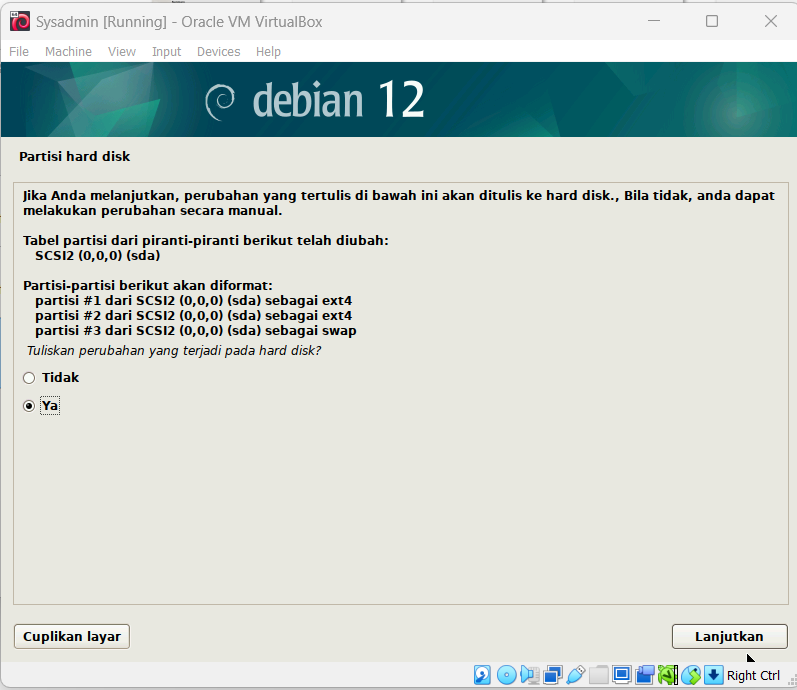 Sysadmin [Running] - Oracle VM VirtualBox
File Machine View Input Devices Help
debian 12
Partisi hard disk
Jika Anda melanjutkan, perubahan yang tertulis di bawah ini akan ditulis ke hard disk., Bila tidak, anda dapat
melakukan perubahan secara manual.
Tabel partisi dari piranti-piranti berikut telah diubah:
SCSI2 (0,0,0) (sda)
Partisi-partisi berikut akan diformat:
partisi #1 dari SCSI2 (0,0,0) (sda) sebagai ext4
partisi #2 dari SCSI2 (0,0,0) (sda) sebagai ext4
partisi #3 dari SCSI2 (0,0,0) (sda) sebagai swap
Tuliskan perubahan yang terjadi pada hard disk?
Tidak
Ya
Cuplikan layar Lanjutkan
Right Ctrl